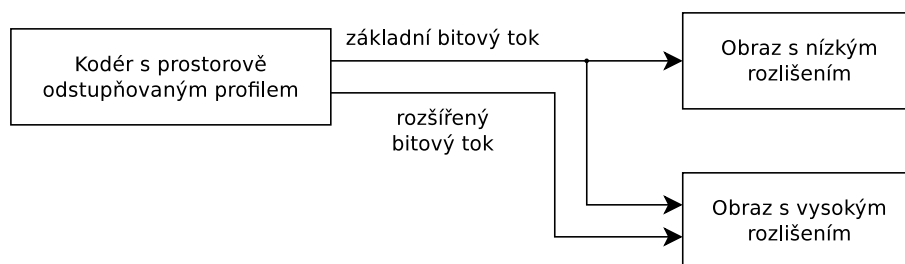 Kodér s prostorově
odstupňovaným profilem
základní bitový tok
rozšířený
bitový tok
Obraz s nízkým
rozlišením
Obraz s vysokým
rozlišením